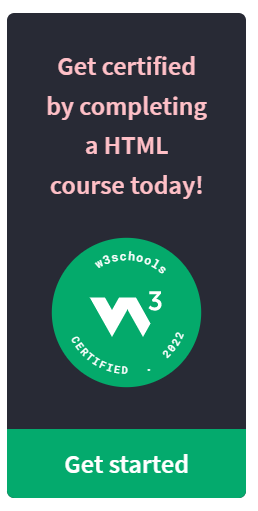 Get certified
by completing
a HTML
course today!
w3schools
W3
CERTIFIED . 2022
Get started